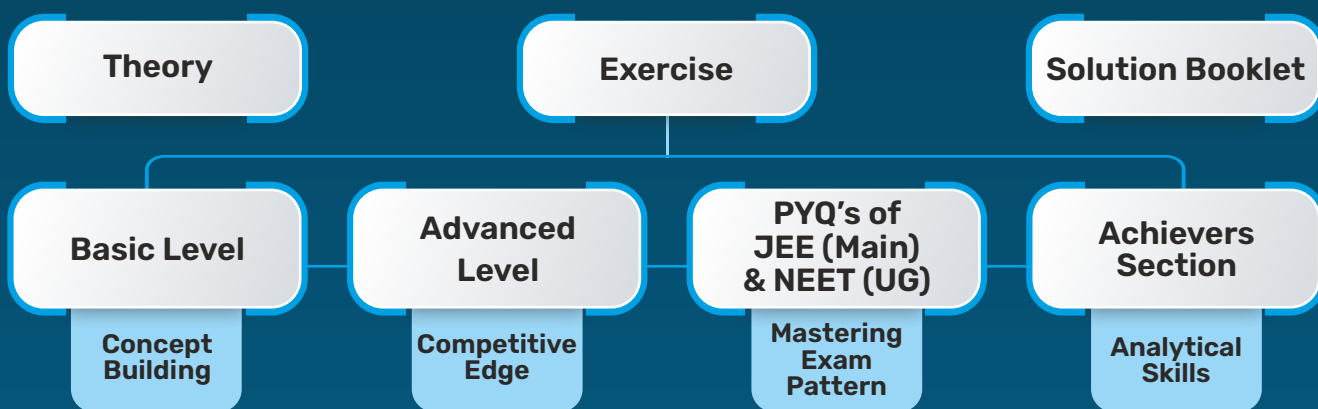 Theory
Exercise
Solution Booklet
Basic Level
Concept
Building
Advanced
Level
Competitive
Edge
PYQ's of
JEE (Main)
& NEET (UG)
Mastering
Exam
Pattern
Achievers
Section
Analytical
Skills